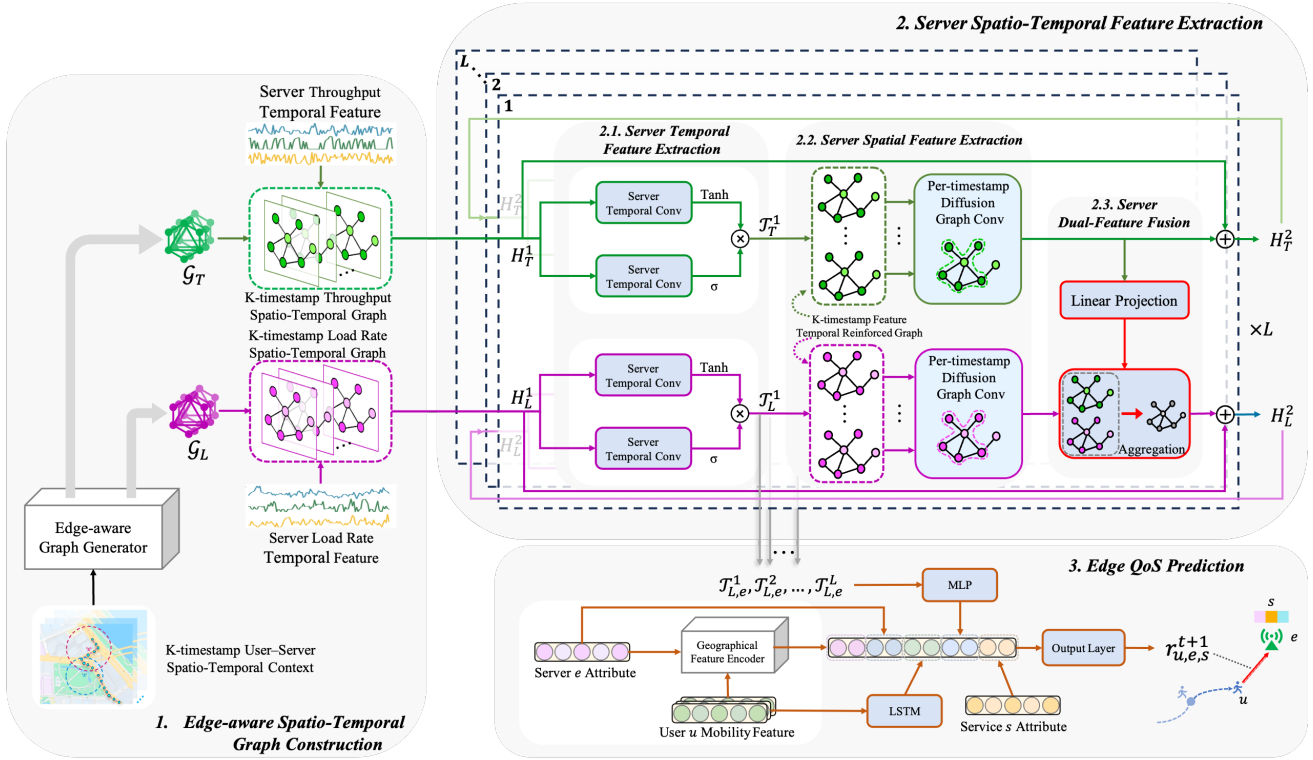 2. Server Spatio-Temporal Feature Extraction
L
2
1
Server Throughput
Temporal Feature
𝒢_T
K-timestamp Throughput
Spatio-Temporal Graph
K-timestamp Load Rate
Spatio-Temporal Graph
𝒢_L
Server Load Rate
Temporal Feature
Edge-aware
Graph Generator
K-timestamp User–Server
Spatio-Temporal Context
1. Edge-aware Spatio-Temporal
Graph Construction
2.1. Server Temporal
Feature Extraction
H_T^2
H_T^1
Server
Temporal Conv
Tanh
Server
Temporal Conv
σ
𝒯_T^1
H_L^1
H_L^2
Server
Temporal Conv
Tanh
Server
Temporal Conv
σ
𝒯_L^1
2.2. Server Spatial Feature Extraction
Per-timestamp
Diffusion
Graph Conv
K-timestamp Feature
Temporal Reinforced Graph
Per-timestamp
Diffusion
Graph Conv
2.3. Server
Dual-Feature Fusion
Linear Projection
Aggregation
H_T^2
×L
H_L^2
3. Edge QoS Prediction
𝒯_{L,e}^1, 𝒯_{L,e}^2, … , 𝒯_{L,e}^L
MLP
Server e Attribute
Geographical
Feature Encoder
User u Mobility Feature
LSTM
Service s Attribute
Output Layer
r_{u,e,s}^{t+1}
s
e
u